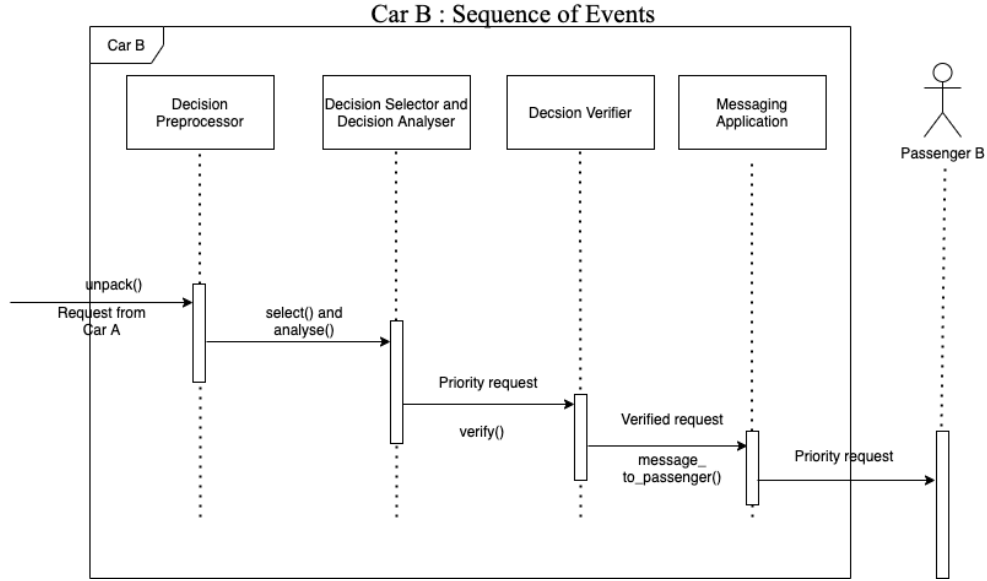 Car B : Sequence of Events
Car B
Decision
Preprocessor
Decision Selector and
Decision Analyser
Decsion Verifier
Messaging
Application
Passenger B
unpack()
Request from
Car A
select() and
analyse()
Priority request
verify()
Verified request
message_
to_passenger()
Priority request